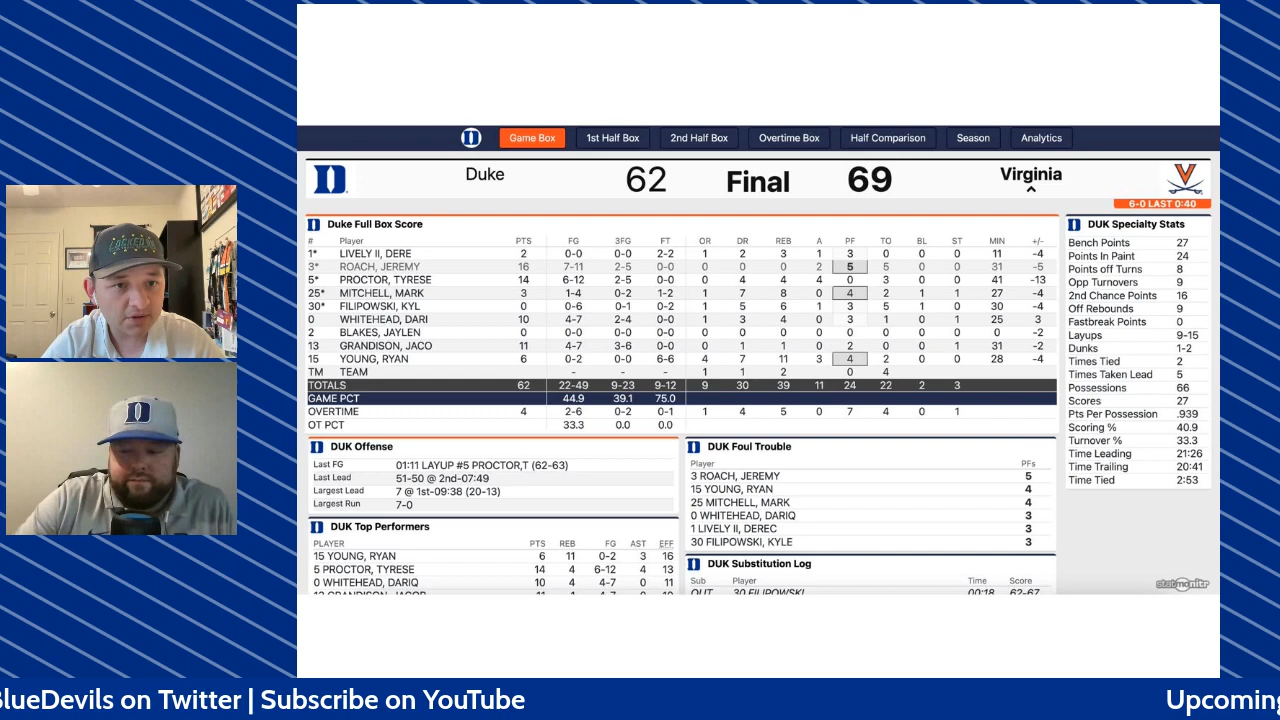 Game Box 1st Half Box 2nd Half Box Overtime Box Half Comparison Season Analytics
Duke 62 Final 69 Virginia
6-0 LAST 0:40
Duke Full Box Score
# Player PTS FG 3FG FT OR DR REB A PF TO BL ST MIN +/-
1* LIVELY II, DERE 2 0-0 0-0 2-2 1 2 3 1 3 0 0 0 11 -4
3* ROACH, JEREMY 16 7-11 2-5 0-0 0 0 0 2 5 5 0 0 31 -5
5* PROCTOR, TYRESE 14 6-12 2-5 0-0 0 4 4 4 0 3 0 0 41 -13
25* MITCHELL, MARK 3 1-4 0-2 1-2 1 7 8 0 4 2 1 1 27 -4
30* FILIPOWSKI, KYL 0 0-6 0-1 0-2 1 5 6 1 3 5 1 0 30 -4
0 WHITEHEAD, DARI 10 4-7 2-4 0-0 1 3 4 0 3 1 0 1 25 3
2 BLAKES, JAYLEN 0 0-0 0-0 0-0 0 0 0 0 0 0 0 0 0 -2
13 GRANDISON, JACO 11 4-7 3-6 0-0 0 1 1 0 2 0 0 1 31 -2
15 YOUNG, RYAN 6 0-2 0-0 6-6 4 7 11 3 4 2 0 0 28 -4
TM TEAM - - - 1 1 2 0 4
TOTALS 62 22-49 9-23 9-12 9 30 39 11 24 22 2 3
GAME PCT 44.9 39.1 75.0
OVERTIME 4 2-6 0-2 0-1 1 4 5 0 7 4 0 1
OT PCT 33.3 0.0 0.0
DUK Specialty Stats
Bench Points 27
Points In Paint 24
Points off Turns 8
Opp Turnovers 9
2nd Chance Points 16
Off Rebounds 9
Fastbreak Points 0
Layups 9-15
Dunks 1-2
Times Tied 2
Times Taken Lead 5
Possessions 66
Scores 27
Pts Per Possession .939
Scoring % 40.9
Turnover % 33.3
Time Leading 21:26
Time Trailing 20:41
Time Tied 2:53
DUK Offense
Last FG 01:11 LAYUP #5 PROCTOR,T (62-63)
Last Lead 51-50 @ 2nd-07:49
Largest Lead 7 @ 1st-09:38 (20-13)
Largest Run 7-0
DUK Top Performers
PLAYER PTS REB FG AST EFF
15 YOUNG, RYAN 6 11 0-2 3 16
5 PROCTOR, TYRESE 14 4 6-12 4 13
0 WHITEHEAD, DARIQ 10 4 4-7 0 11
13 GRANDISON, JACOB
DUK Foul Trouble
Player PFs
3 ROACH, JEREMY 5
15 YOUNG, RYAN 4
25 MITCHELL, MARK 4
0 WHITEHEAD, DARIQ 3
1 LIVELY II, DEREC 3
30 FILIPOWSKI, KYLE 3
DUK Substitution Log
Sub Player Time Score
OUT 30 FILIPOWSKI 00:18 62-67
statmonitr
BlueDevils on Twitter | Subscribe on YouTube
Upcoming